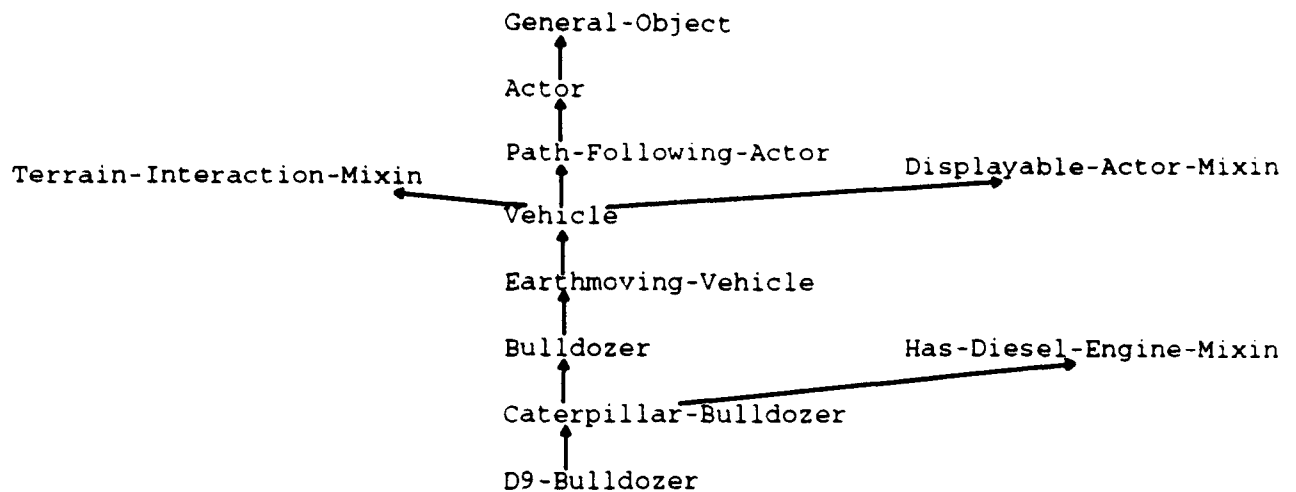 General-Object
Actor
Path-Following-Actor
Terrain-Interaction-Mixin
Displayable-Actor-Mixin
Vehicle
Earthmoving-Vehicle
Bulldozer
Has-Diesel-Engine-Mixin
Caterpillar-Bulldozer
D9-Bulldozer